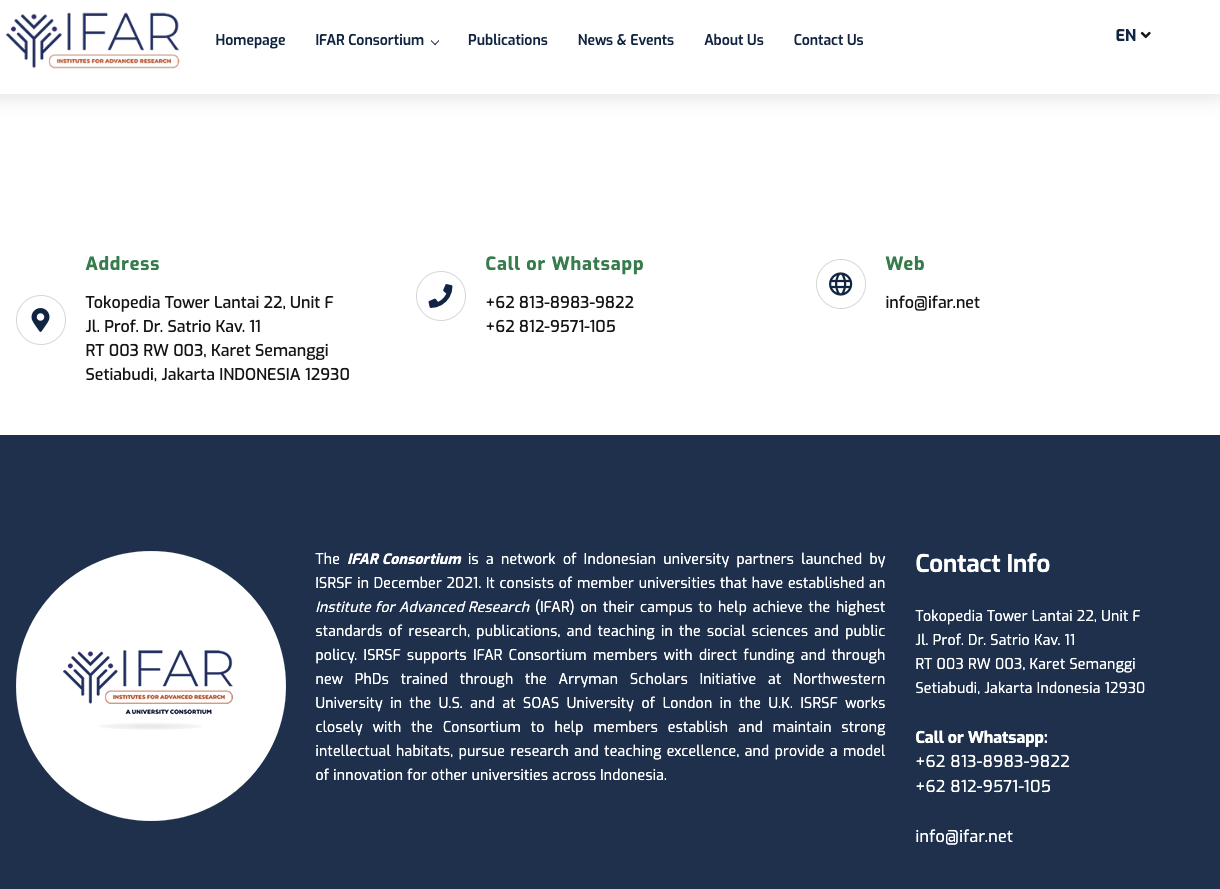 IFAR
INSTITUTES FOR ADVANCED RESEARCH
Homepage
IFAR Consortium
Publications
News & Events
About Us
Contact Us
EN
Address
Tokopedia Tower Lantai 22, Unit F
Jl. Prof. Dr. Satrio Kav. 11
RT 003 RW 003, Karet Semanggi
Setiabudi, Jakarta INDONESIA 12930
Call or Whatsapp
+62 813-8983-9822
+62 812-9571-105
Web
info@ifar.net
IFAR
INSTITUTES FOR ADVANCED RESEARCH
A UNIVERSITY CONSORTIUM
The IFAR Consortium is a network of Indonesian university partners launched by
ISRSF in December 2021. It consists of member universities that have established an
Institute for Advanced Research (IFAR) on their campus to help achieve the highest
standards of research, publications, and teaching in the social sciences and public
policy. ISRSF supports IFAR Consortium members with direct funding and through
new PhDs trained through the Arryman Scholars Initiative at Northwestern
University in the U.S. and at SOAS University of London in the U.K. ISRSF works
closely with the Consortium to help members establish and maintain strong
intellectual habitats, pursue research and teaching excellence, and provide a model
of innovation for other universities across Indonesia.
Contact Info
Tokopedia Tower Lantai 22, Unit F
Jl. Prof. Dr. Satrio Kav. 11
RT 003 RW 003, Karet Semanggi
Setiabudi, Jakarta Indonesia 12930
Call or Whatsapp:
+62 813-8983-9822
+62 812-9571-105
info@ifar.net